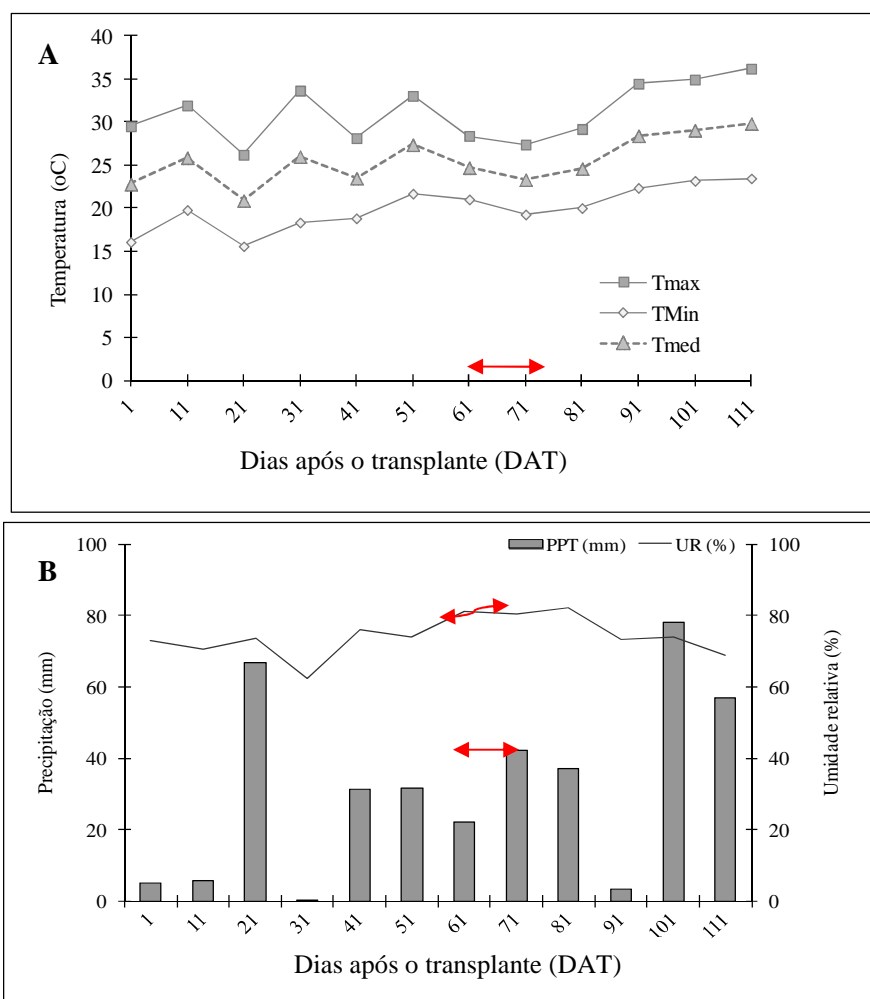 A
40
35
30
25
20
15
10
5
0
Temperatura (oC)
Tmax
TMin
Tmed
1 11 21 31 41 51 61 71 81 91 101 111
Dias após o transplante (DAT)
B
PPT (mm) UR (%)
100
80
60
40
20
0
Precipitação (mm)
100
80
60
40
20
0
Umidade relativa (%)
1 11 21 31 41 51 61 71 81 91 101 111
Dias após o transplante (DAT)